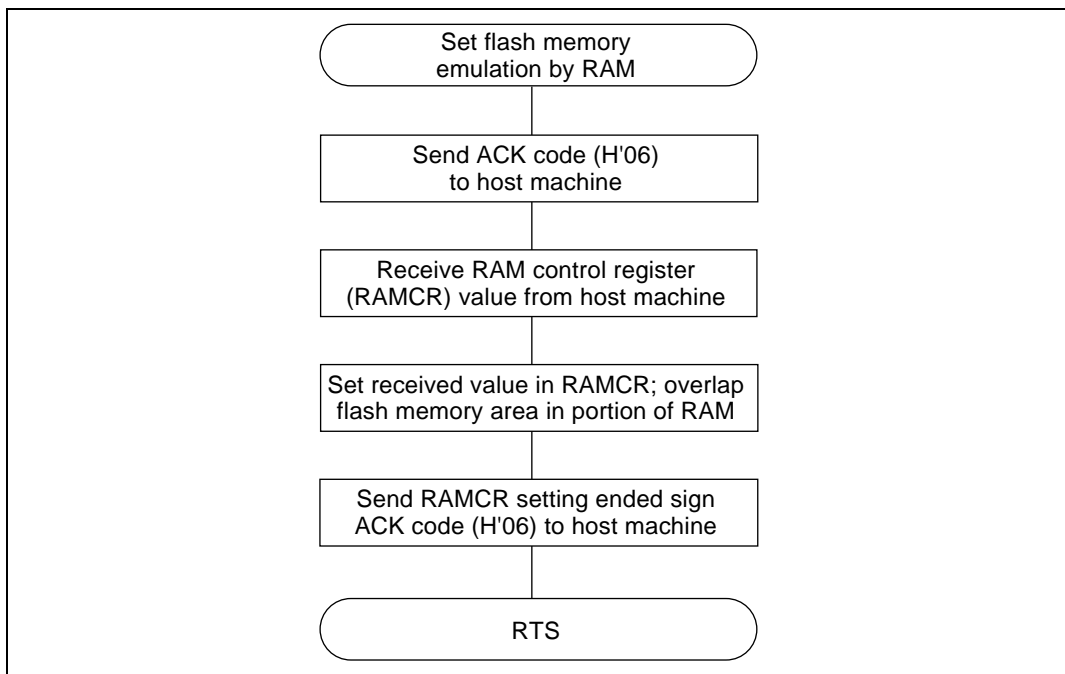 Set flash memory
emulation by RAM
Send ACK code (H'06)
to host machine
Receive RAM control register
(RAMCR) value from host machine
Set received value in RAMCR; overlap
flash memory area in portion of RAM
Send RAMCR setting ended sign
ACK code (H'06) to host machine
RTS